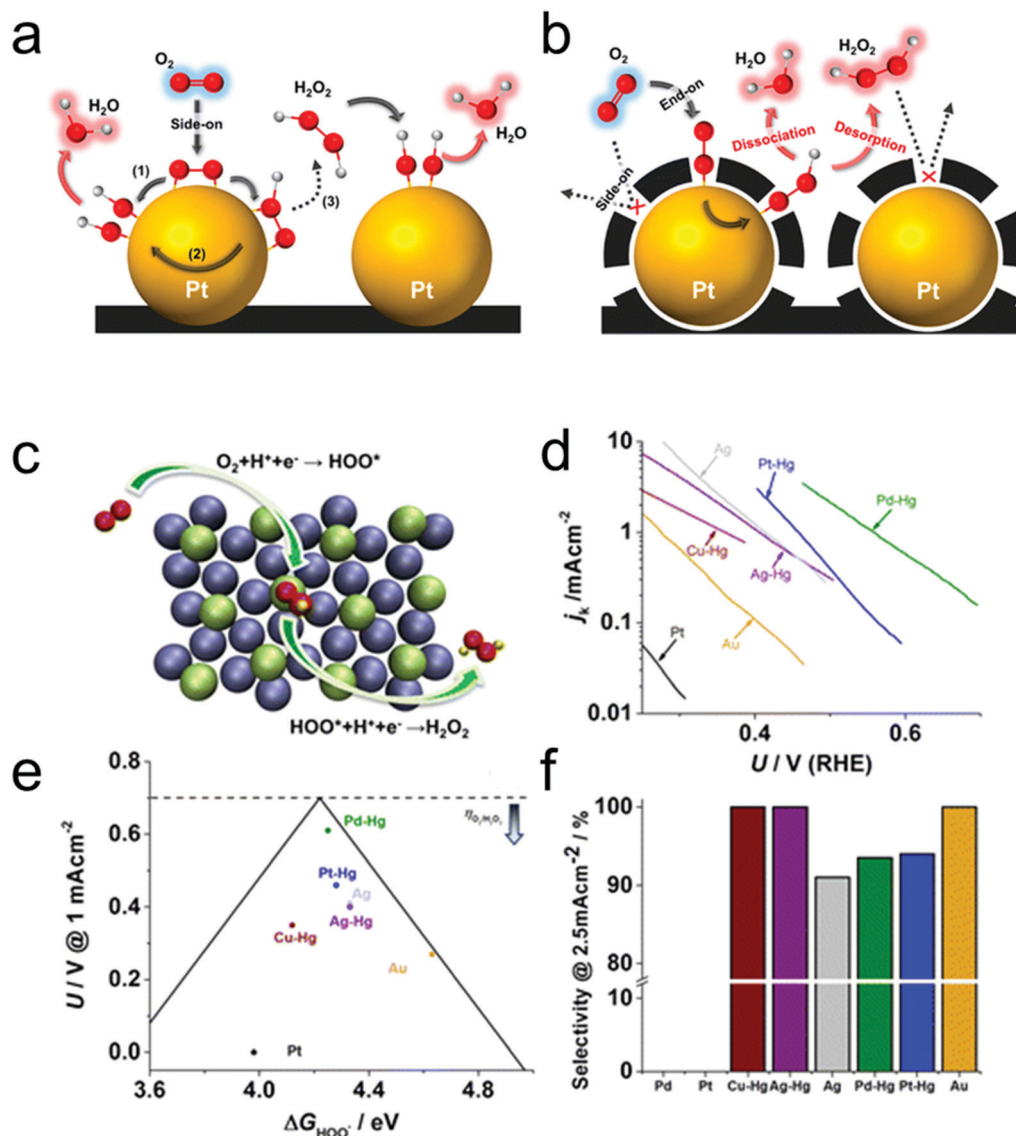 a
O₂
H₂O
Side-on
H₂O₂
H₂O
(1)
(2)
(3)
Pt
Pt
b
O₂
End-on
H₂O
H₂O₂
Dissociation
Desorption
Side-on
Pt
Pt
c
O₂+H⁺+e⁻ → HOO*
HOO*+H⁺+e⁻→H₂O₂
d
jₖ /mAcm⁻²
10
1
0.1
0.01
Ag
Pt-Hg
Pd-Hg
Cu-Hg
Ag-Hg
Au
Pt
0.4
0.6
U / V (RHE)
e
U / V @ 1 mAcm⁻²
0.8
0.6
0.4
0.2
0.0
Pd-Hg
Pt-Hg
Ag
Ag-Hg
Cu-Hg
Au
Pt
3.6
4.0
4.4
4.8
ΔG HOO* / eV
f
Selectivity @ 2.5mAcm⁻² / %
100
90
80
10
0
Pd
Pt
Cu-Hg
Ag-Hg
Ag
Pd-Hg
Pt-Hg
Au